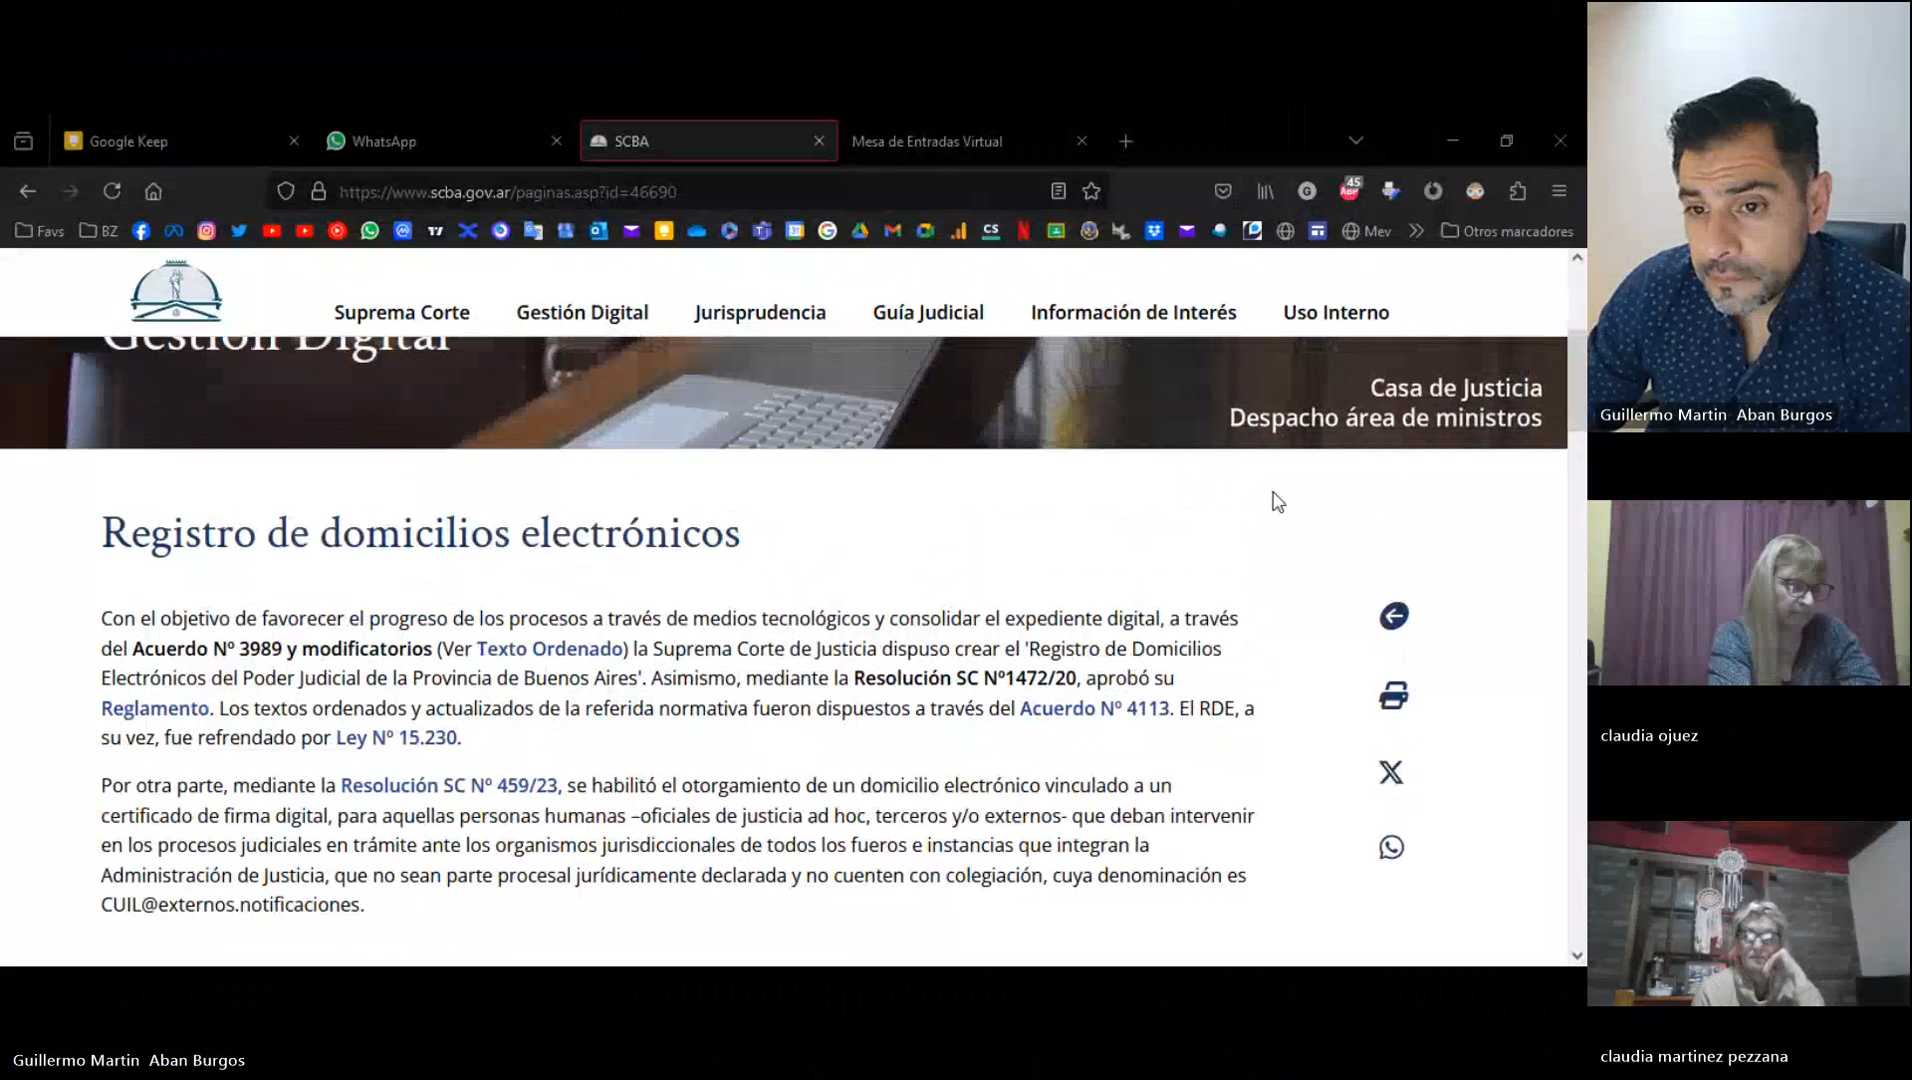 Google Keep
WhatsApp
SCBA
Mesa de Entradas Virtual
https://www.scba.gov.ar/paginas.asp?id=46690
45
ABP
Favs
BZ
CS
Mev
Otros marcadores
Suprema Corte
Gestión Digital
Jurisprudencia
Guía Judicial
Información de Interés
Uso Interno
Gestión Digital
Casa de Justicia
Despacho área de ministros
Registro de domicilios electrónicos
Con el objetivo de favorecer el progreso de los procesos a través de medios tecnológicos y consolidar el expediente digital, a través
del Acuerdo Nº 3989 y modificatorios (Ver Texto Ordenado) la Suprema Corte de Justicia dispuso crear el 'Registro de Domicilios
Electrónicos del Poder Judicial de la Provincia de Buenos Aires'. Asimismo, mediante la Resolución SC Nº1472/20, aprobó su
Reglamento. Los textos ordenados y actualizados de la referida normativa fueron dispuestos a través del Acuerdo Nº 4113. El RDE, a
su vez, fue refrendado por Ley Nº 15.230.
Por otra parte, mediante la Resolución SC Nº 459/23, se habilitó el otorgamiento de un domicilio electrónico vinculado a un
certificado de firma digital, para aquellas personas humanas –oficiales de justicia ad hoc, terceros y/o externos- que deban intervenir
en los procesos judiciales en trámite ante los organismos jurisdiccionales de todos los fueros e instancias que integran la
Administración de Justicia, que no sean parte procesal jurídicamente declarada y no cuenten con colegiación, cuya denominación es
CUIL@externos.notificaciones.
Guillermo Martin Aban Burgos
claudia ojuez
claudia martinez pezzana
Guillermo Martin Aban Burgos